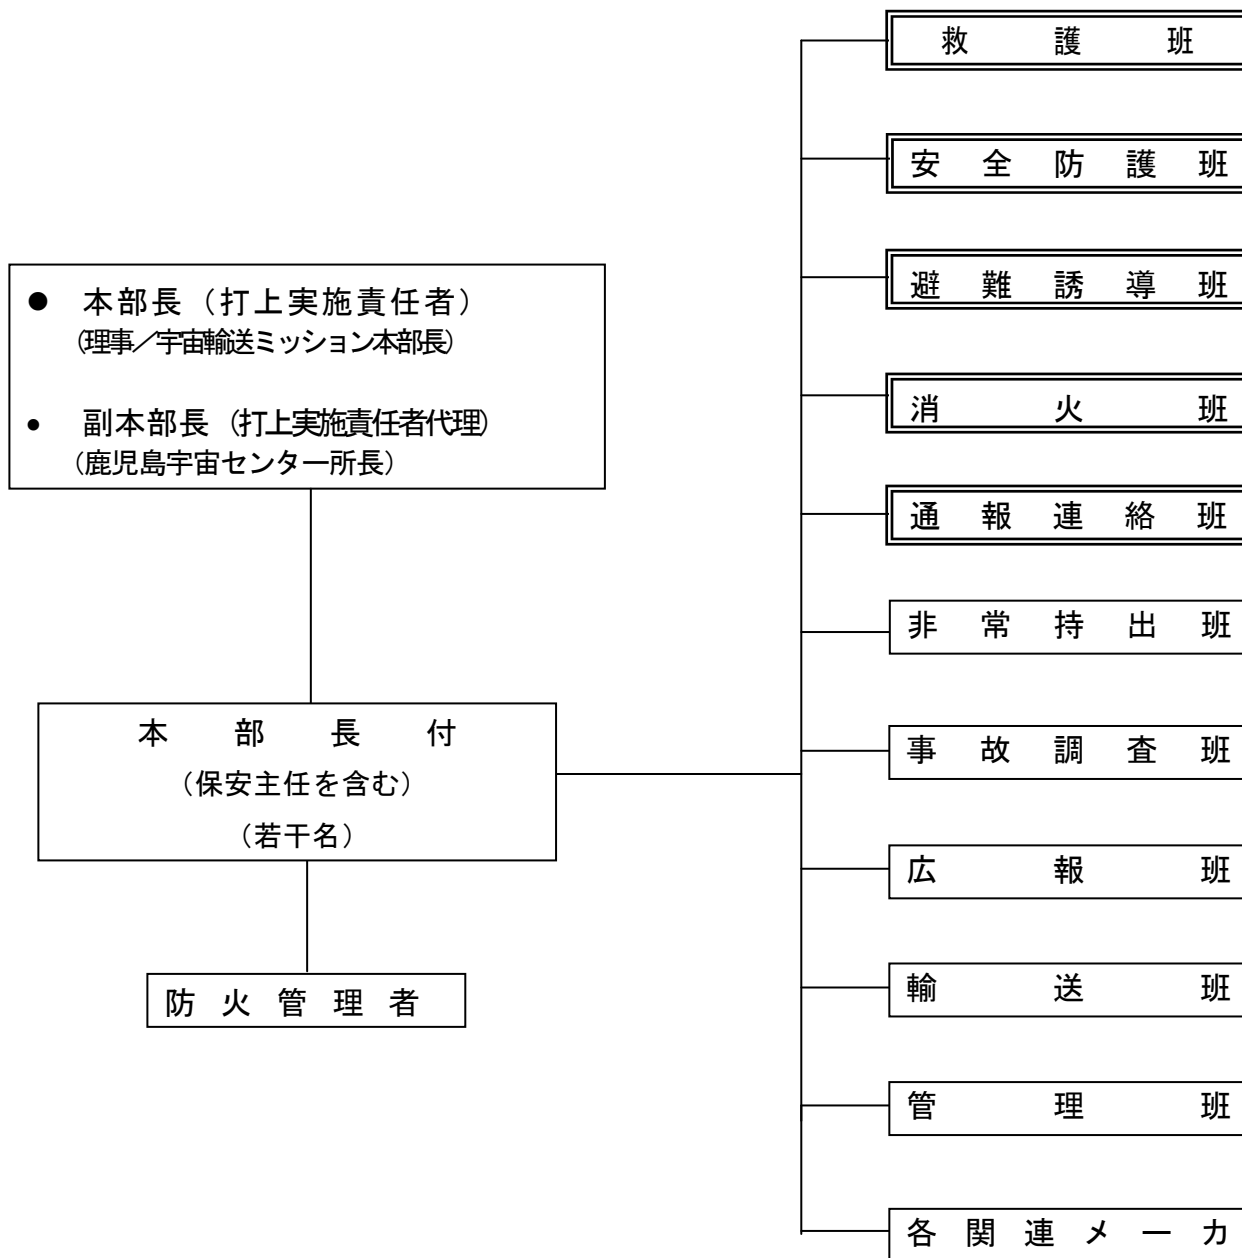 ● 本部長（打上実施責任者）
（理事／宇宙輸送ミッション本部長）
• 副本部長（打上実施責任者代理）
（鹿児島宇宙センター所長）
本部長付
（保安主任を含む）
（若干名）
防火管理者
救護班
安全防護班
避難誘導班
消火班
通報連絡班
非常持出班
事故調査班
広報班
輸送班
管理班
各関連メーカ